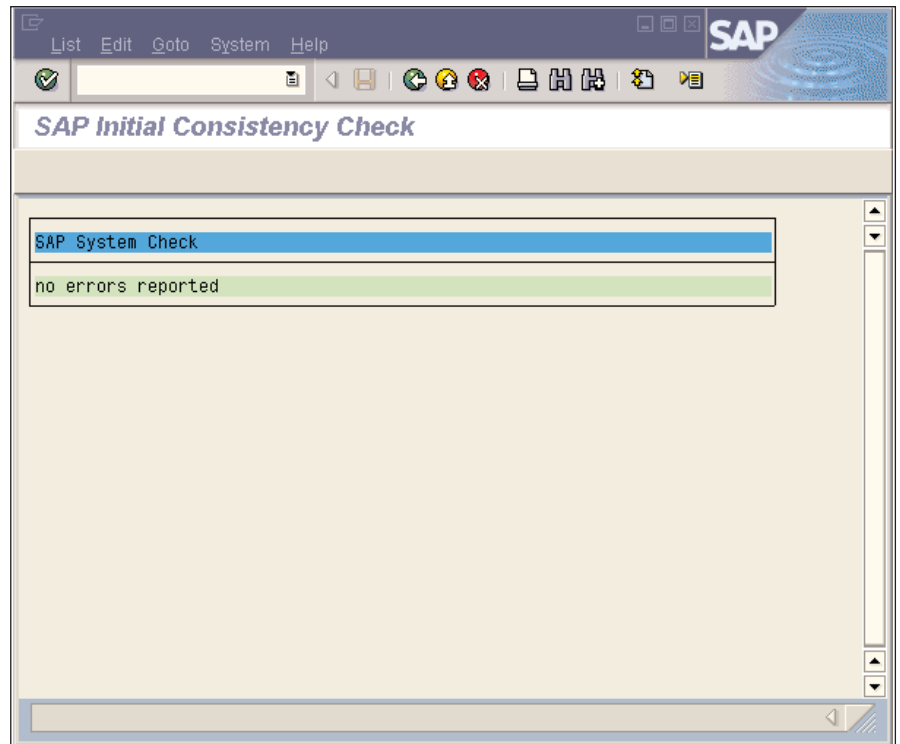 List Edit Goto System Help
SAP
SAP Initial Consistency Check
SAP System Check
no errors reported